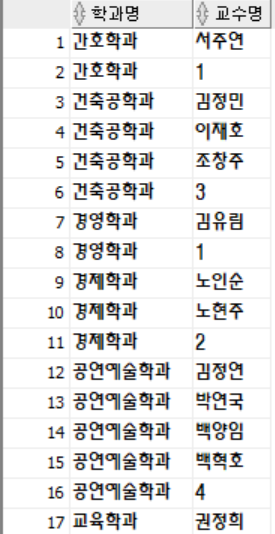 학과명 교수명
1 간호학과 서주연
2 간호학과 1
3 건축공학과 김정민
4 건축공학과 이재호
5 건축공학과 조창주
6 건축공학과 3
7 경영학과 김유림
8 경영학과 1
9 경제학과 노인순
10 경제학과 노현주
11 경제학과 2
12 공연예술학과 김정연
13 공연예술학과 박연국
14 공연예술학과 백양임
15 공연예술학과 백혁호
16 공연예술학과 4
17 교육학과 권정희